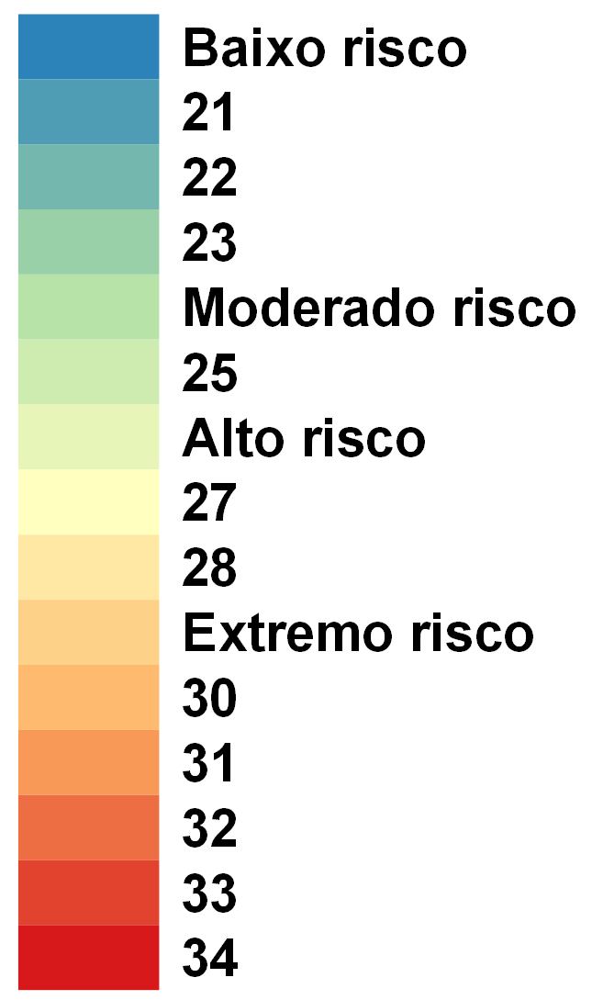 Baixo risco
21
22
23
Moderado risco
25
Alto risco
27
28
Extremo risco
30
31
32
33
34